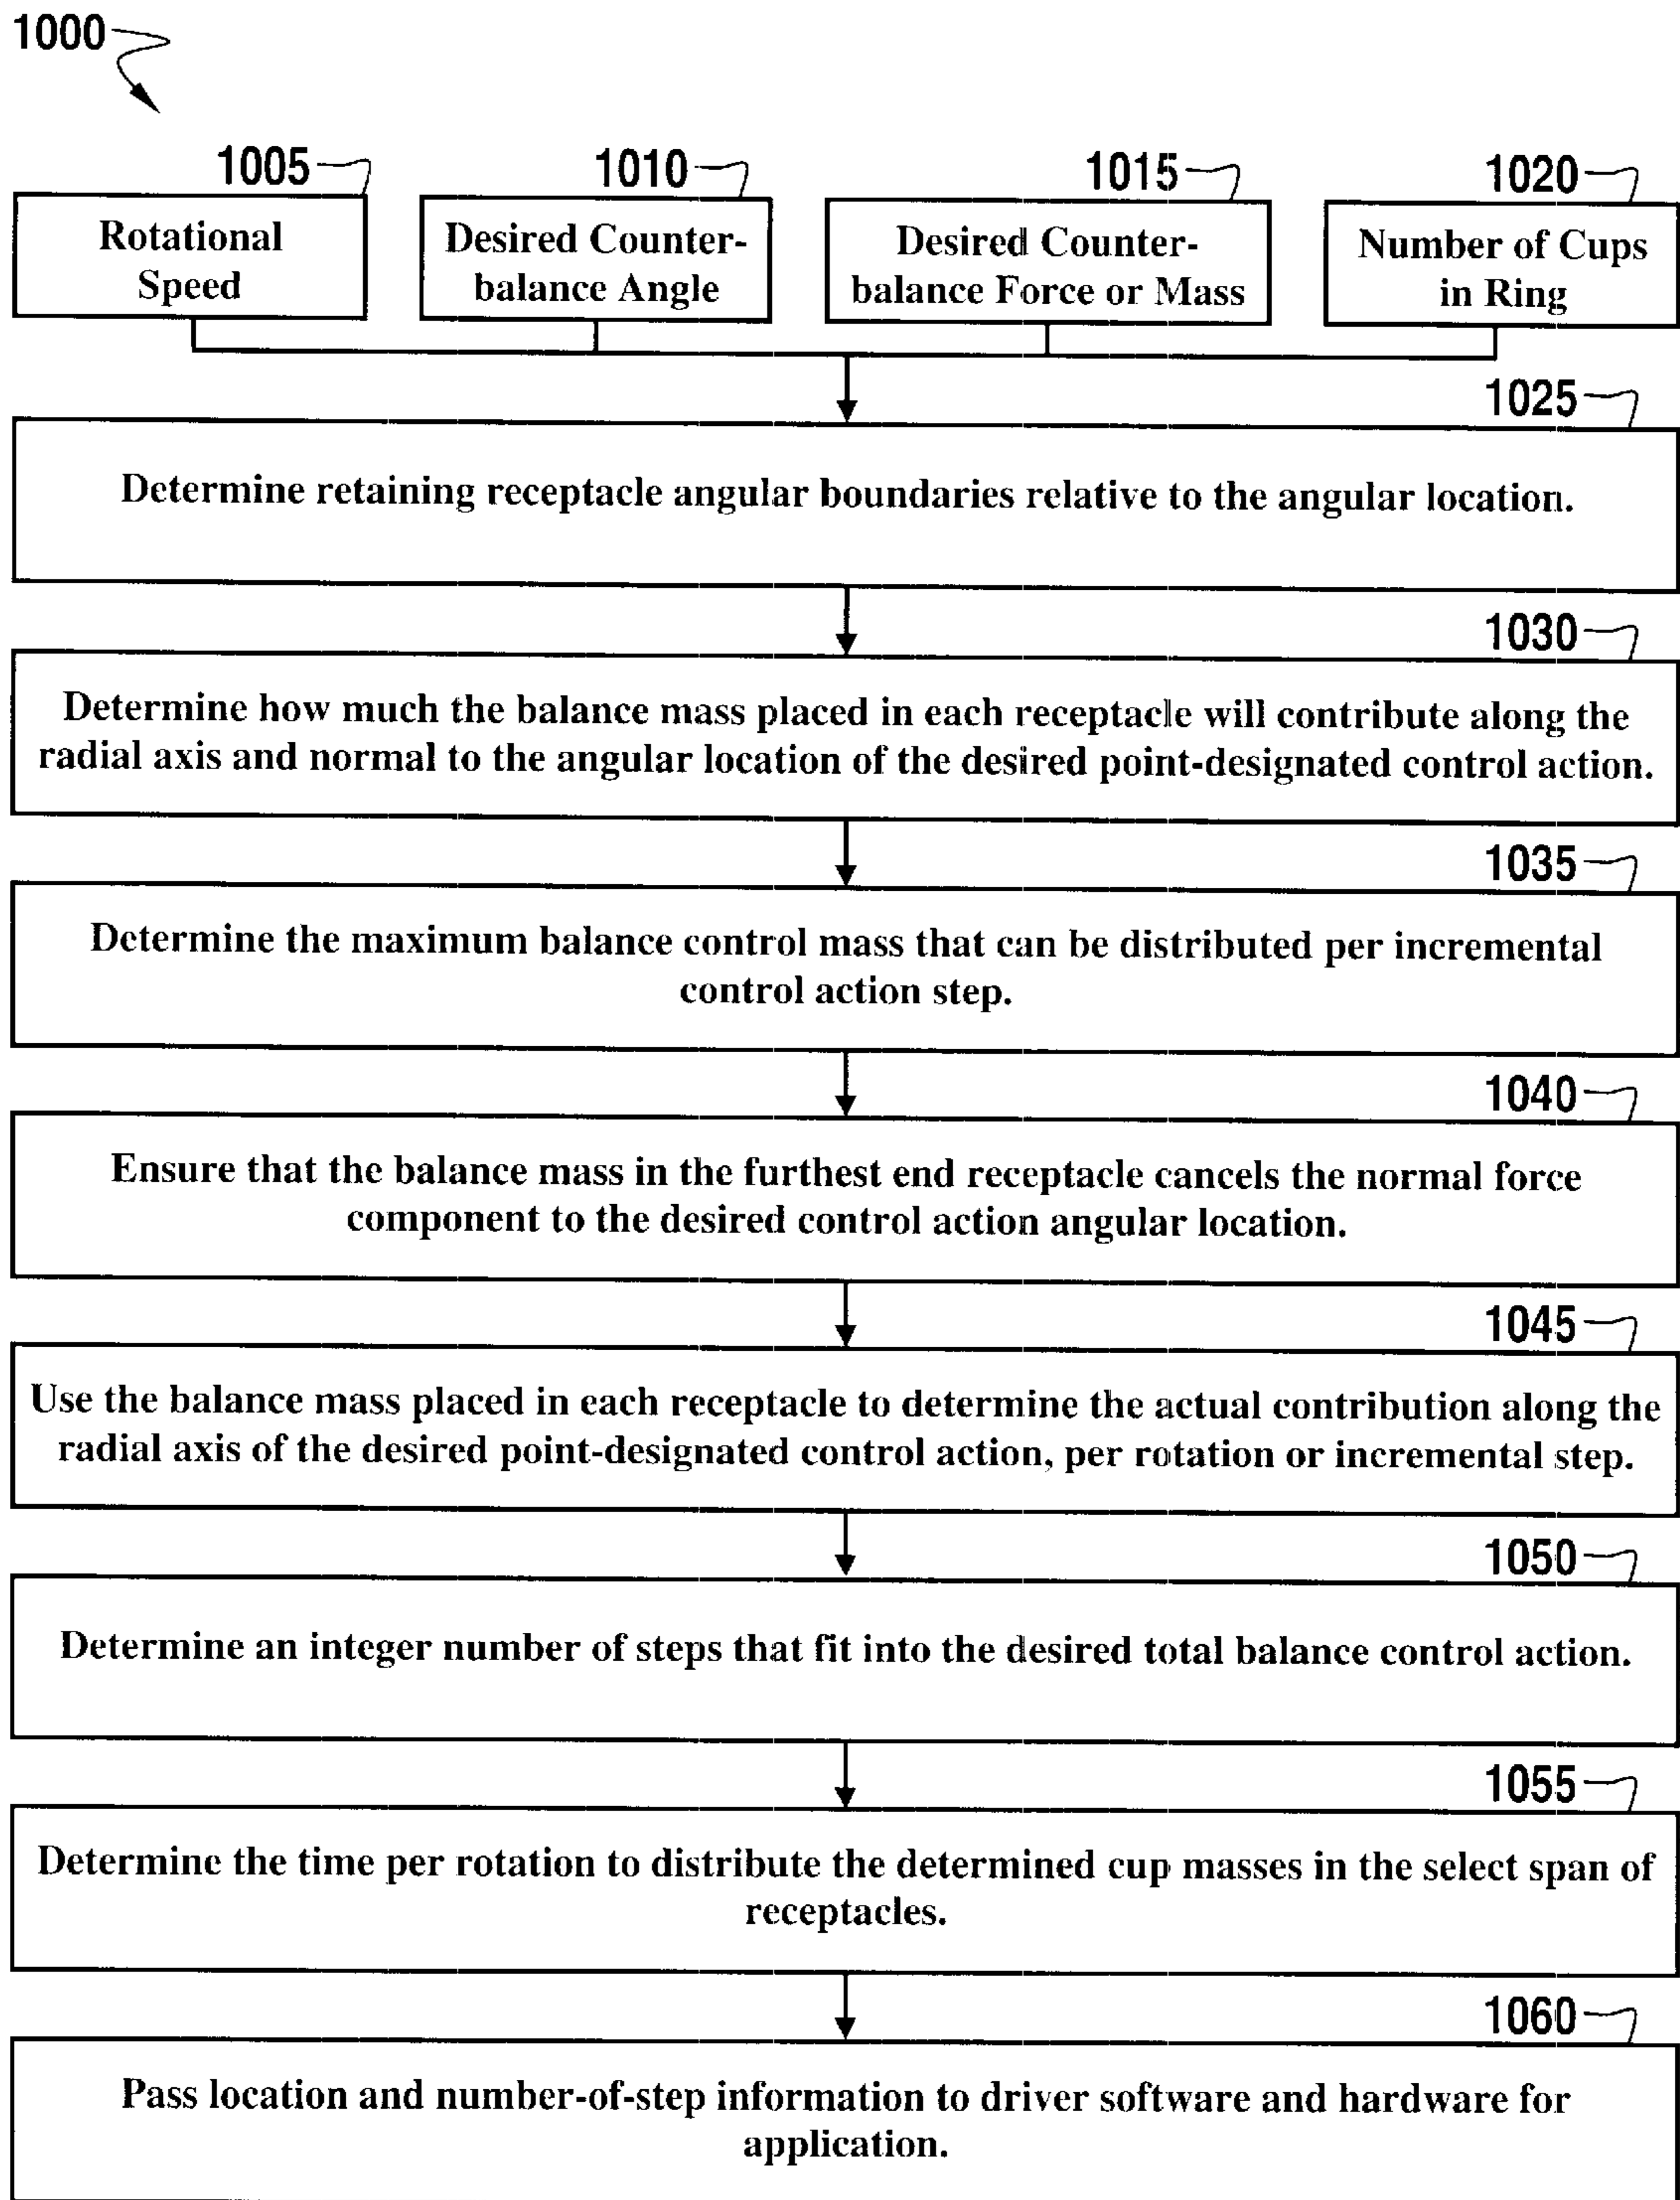 1000
1005
1010
1015
1020
Rotational
Speed
Desired Counter-
balance Angle
Desired Counter-
balance Force or Mass
Number of Cups
in Ring
1025
Determine retaining receptacle angular boundaries relative to the angular location.
1030
Determine how much the balance mass placed in each receptacle will contribute along the
radial axis and normal to the angular location of the desired point-designated control action.
1035
Determine the maximum balance control mass that can be distributed per incremental
control action step.
1040
Ensure that the balance mass in the furthest end receptacle cancels the normal force
component to the desired control action angular location.
1045
Use the balance mass placed in each receptacle to determine the actual contribution along the
radial axis of the desired point-designated control action, per rotation or incremental step.
1050
Determine an integer number of steps that fit into the desired total balance control action.
1055
Determine the time per rotation to distribute the determined cup masses in the select span of
receptacles.
1060
Pass location and number-of-step information to driver software and hardware for
application.